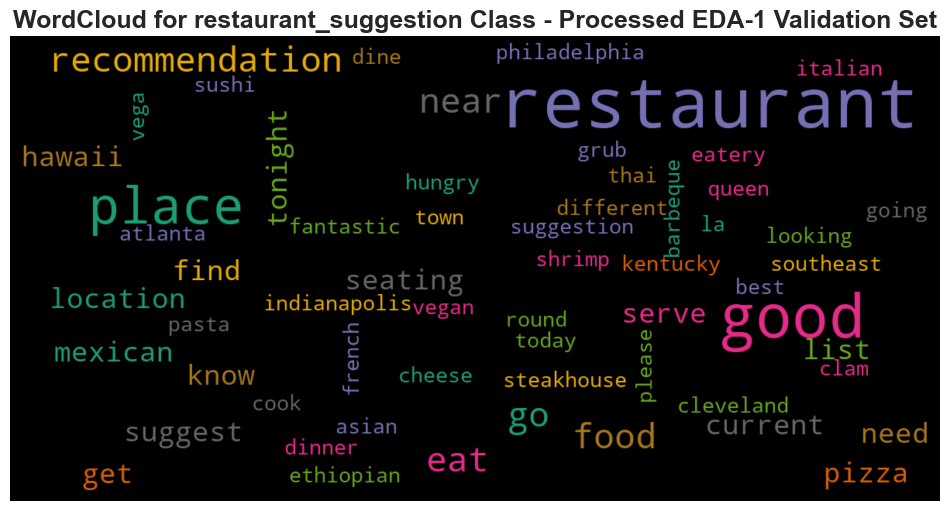 WordCloud for restaurant_suggestion Class - Processed EDA-1 Validation Set
recommendation
dine
philadelphia
italian
sushi
vega
near
restaurant
tonight
hawaii
grub
eatery
thai
barbeque
queen
hungry
place
different
going
town
la
fantastic
suggestion
atlanta
looking
shrimp
kentucky
southeast
find
seating
best
location
indianapolis
vegan
serve
good
pasta
round
today
list
mexican
french
please
clam
know
cheese
steakhouse
cook
go
cleveland
current
suggest
asian
food
need
dinner
eat
get
ethiopian
pizza